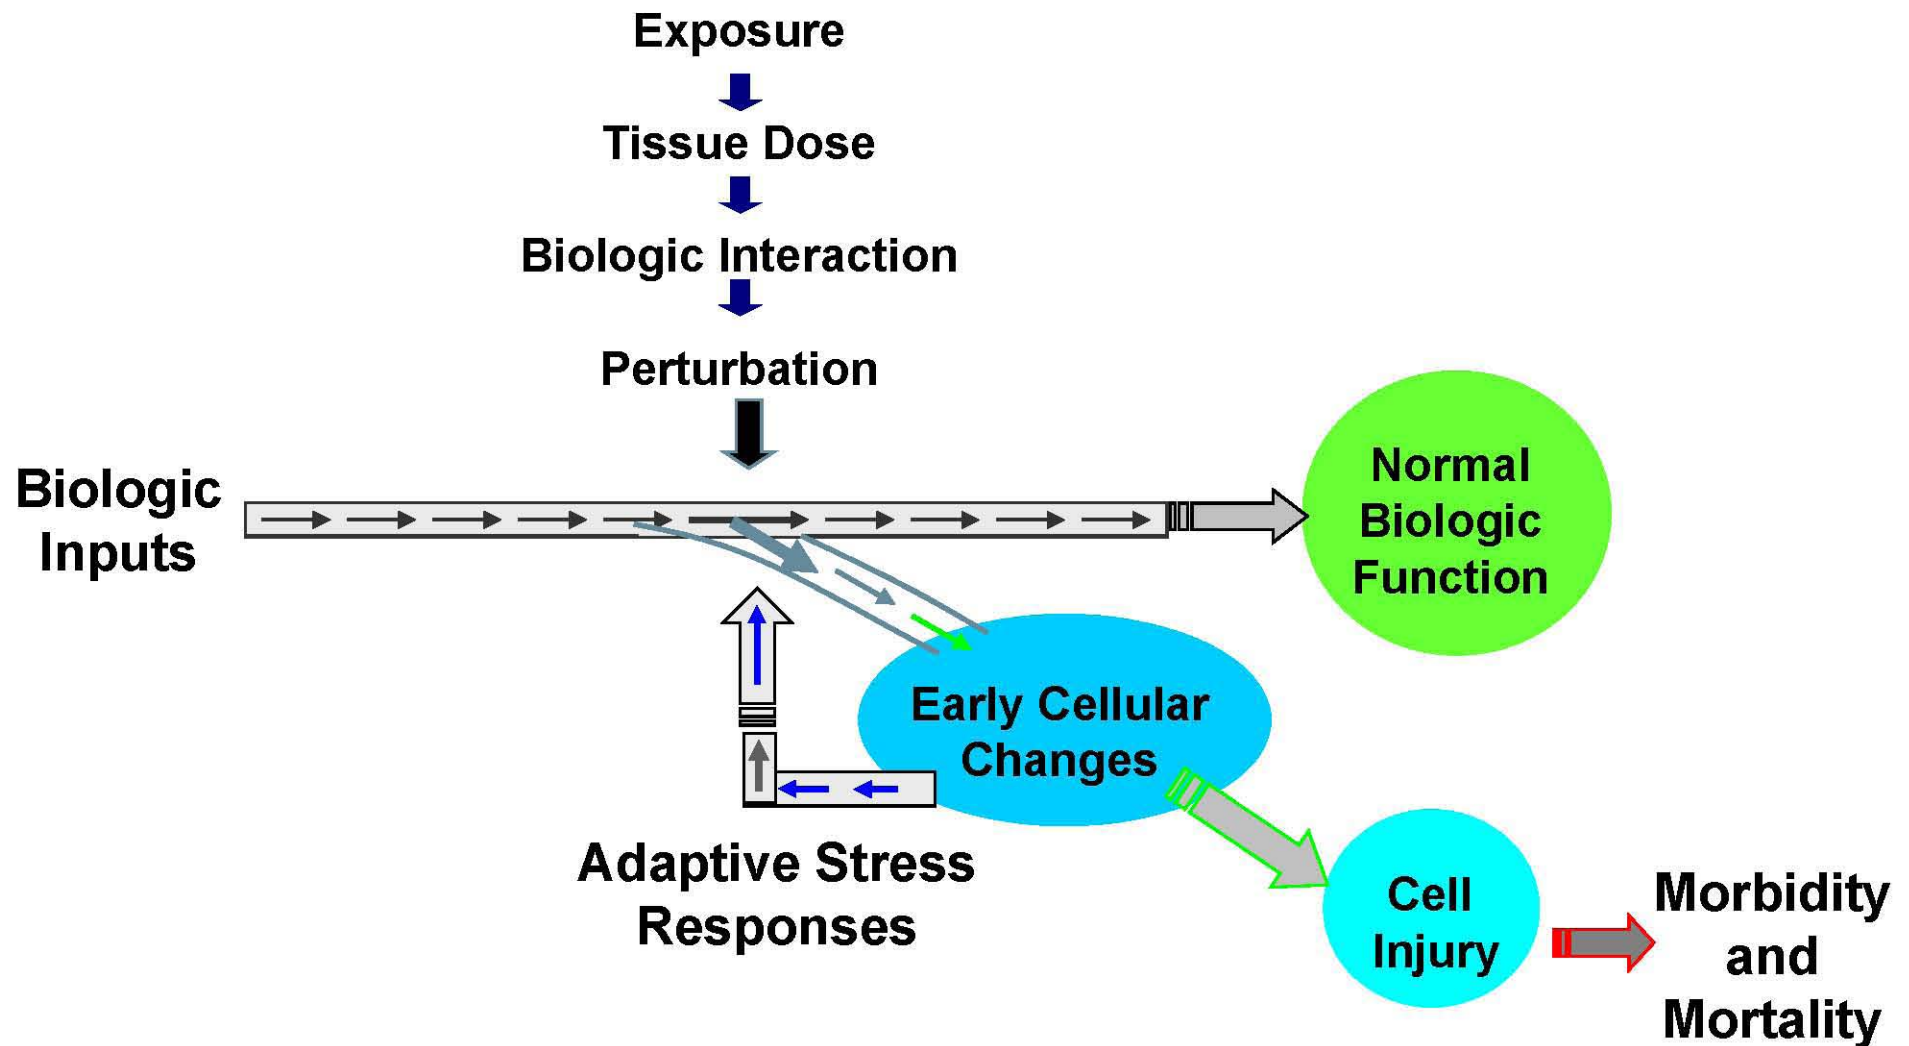 Exposure
Tissue Dose
Biologic Interaction
Perturbation
Biologic
Inputs
Normal
Biologic
Function
Early Cellular
Changes
Adaptive Stress
Responses
Cell
Injury
Morbidity
and
Mortality